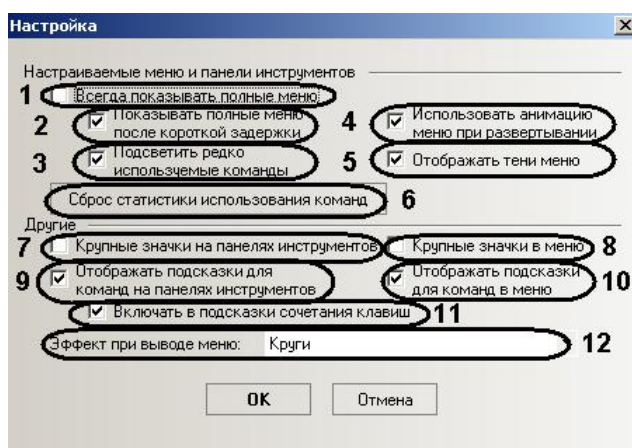 Настройка
Настраиваемые меню и панели инструментов
1 Всегда показывать полные меню
2 Показывать полные меню
после короткой задержки
4 Использовать анимацию
меню при развертывании
3 Подсветить редко
используемые команды
5 Отображать тени меню
Сброс статистики использования команд 6
Другие
7 Крупные значки на панелях инструментов
Крупные значки в меню 8
9 Отображать подсказки для
команд на панелях инструментов
Отображать подсказки
для команд в меню 10
Включать в подсказки сочетания клавиш 11
Эффект при выводе меню: Круги 12
OK Отмена